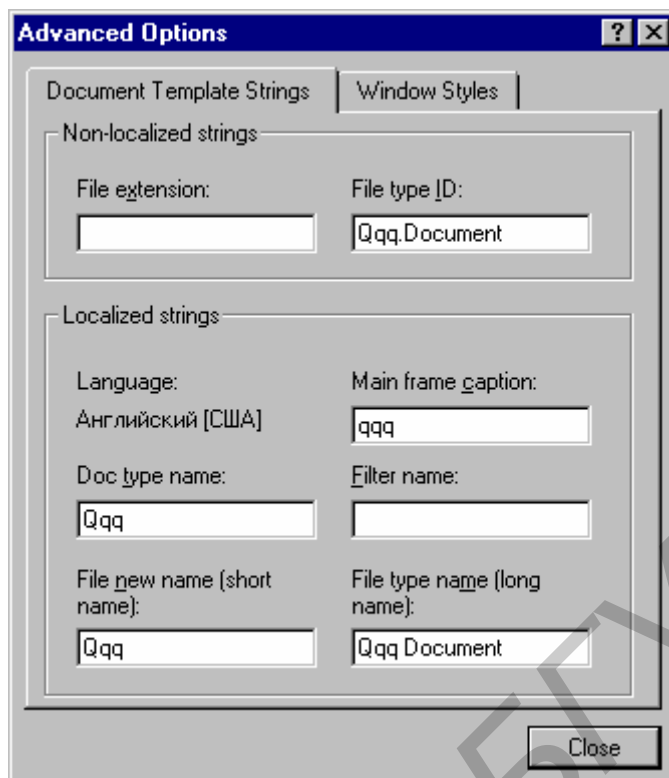 Advanced Options
Document Template Strings Window Styles
Non-localized strings
File extension: File type ID:
Qqq.Document
Localized strings
Language: Main frame caption:
Английский [США] qqq
Doc type name: Filter name:
Qqq
File new name (short name): File type name (long name):
Qqq Qqq Document
Close